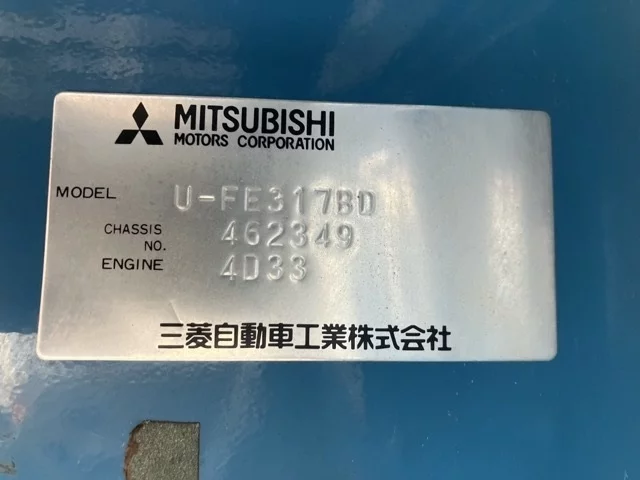 MITSUBISHI
MOTORS CORPORATION
MODEL U-FE317BD
CHASSIS NO. 462349
ENGINE 4D33
三菱自動車工業株式会社